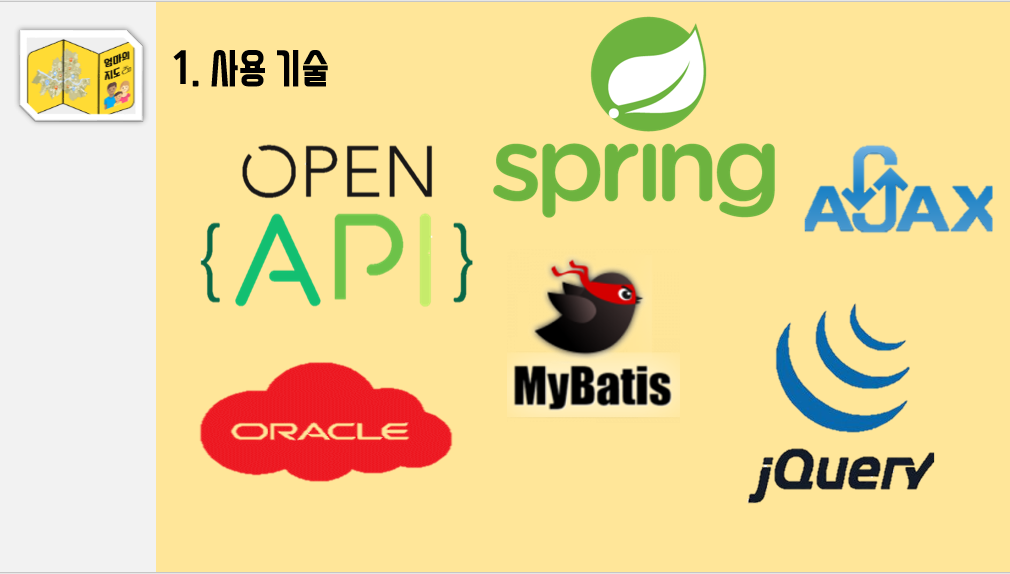 엄마의
지도
1. 사용 기술
spring
OPEN
{API}
AJAX
MyBatis
ORACLE
jQuery